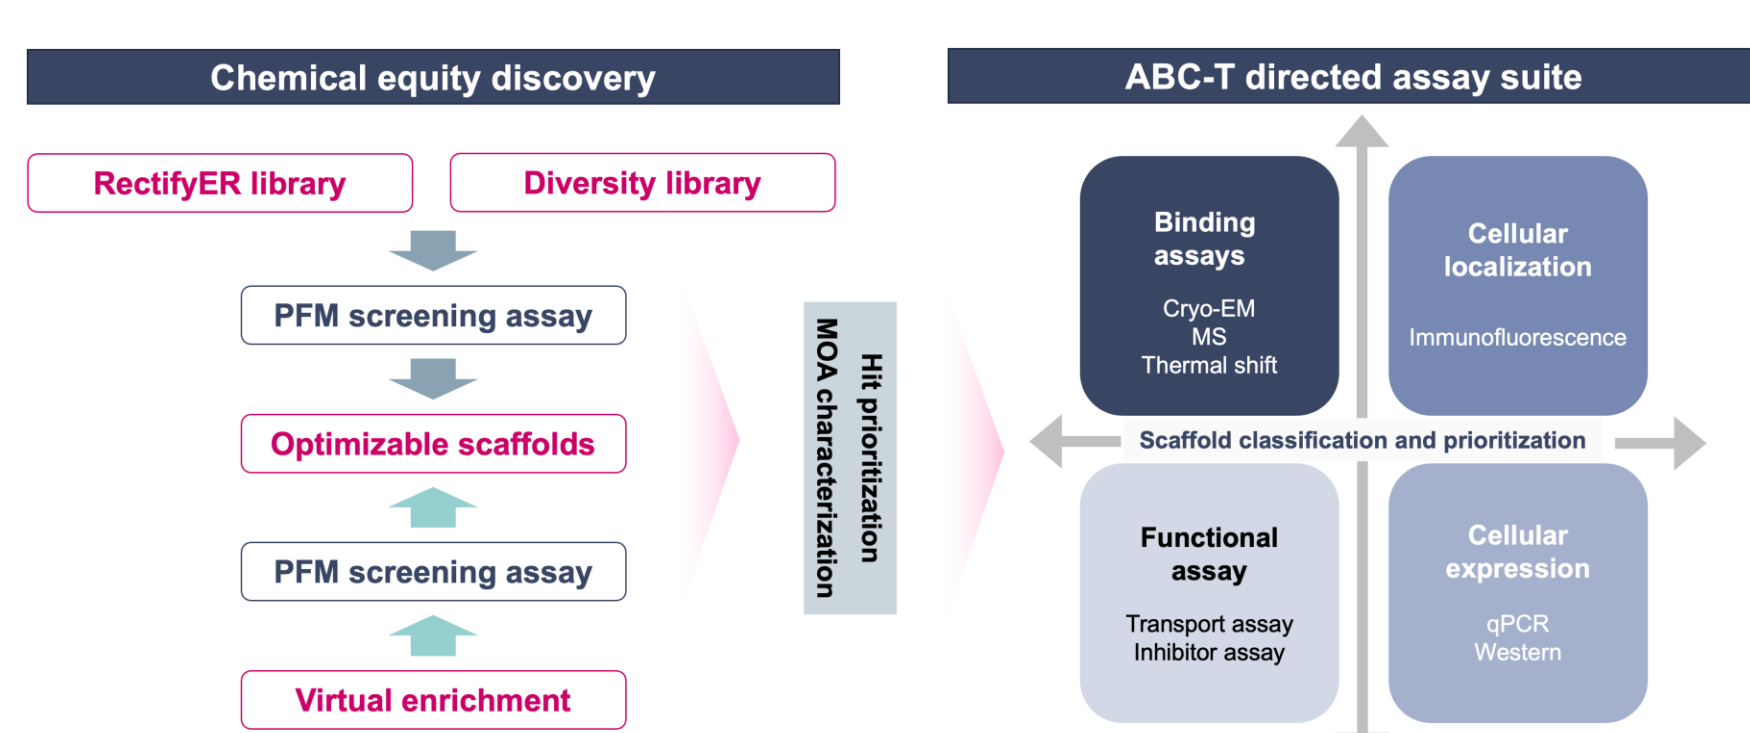 Chemical equity discovery
RectifyER library
Diversity library
PFM screening assay
Optimizable scaffolds
PFM screening assay
Virtual enrichment
Hit prioritization
MOA characterization
ABC-T directed assay suite
Binding
assays
Cryo-EM
MS
Thermal shift
Cellular
localization
Immunofluorescence
Scaffold classification and prioritization
Functional
assay
Transport assay
Inhibitor assay
Cellular
expression
qPCR
Western